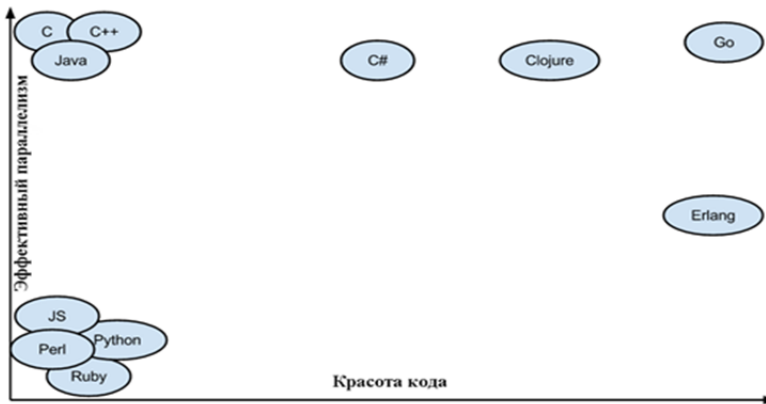 C
C++
Java
C#
Clojure
Go
Эффективный параллелизм
Erlang
JS
Python
Perl
Ruby
Красота кода